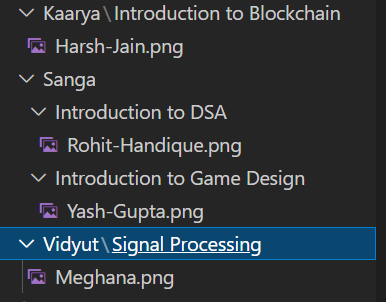 Kaarya\Introduction to Blockchain
Harsh-Jain.png
Sanga
Introduction to DSA
Rohit-Handique.png
Introduction to Game Design
Yash-Gupta.png
Vidyut\Signal Processing
Meghana.png